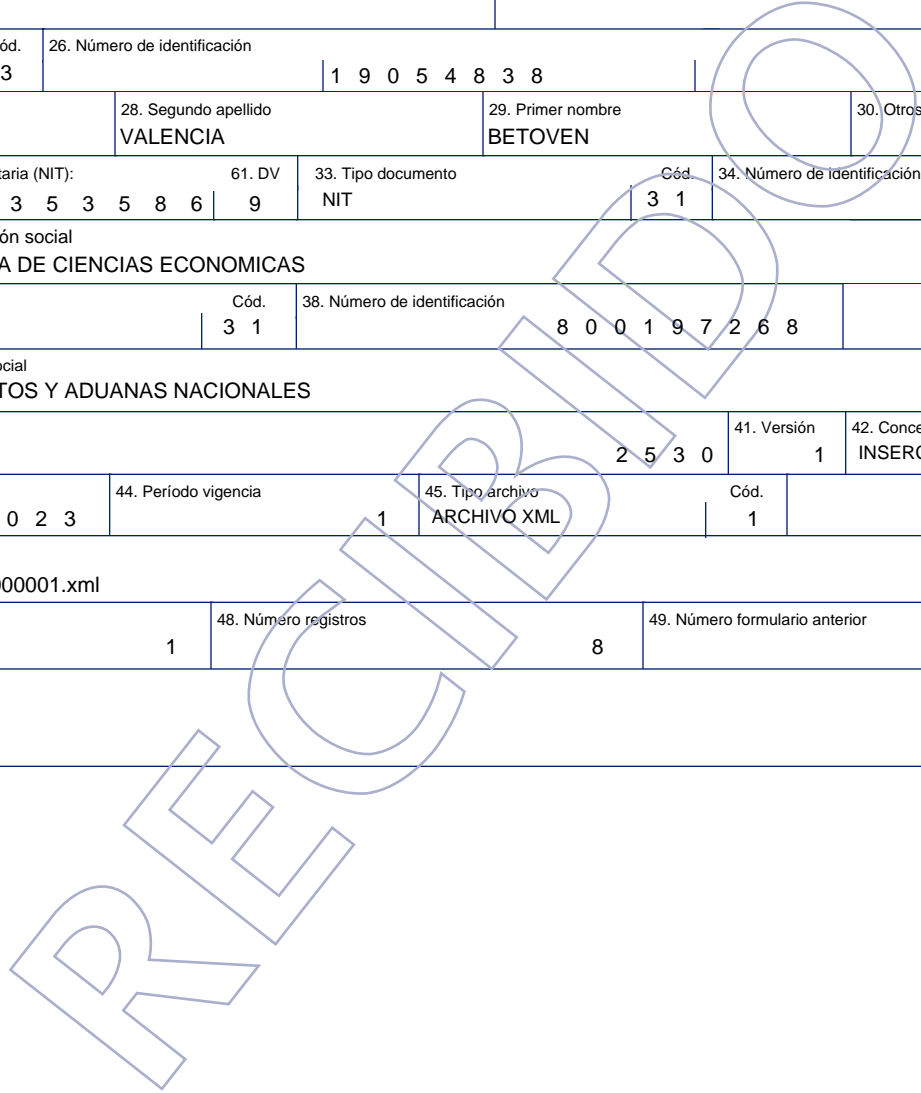 ód. 26. Número de identificación
3 1 9 0 5 4 8 3 8
28. Segundo apellido 29. Primer nombre 30. Otros
VALENCIA BETOVEN
taria (NIT): 61. DV 33. Tipo documento Cód. 34. Número de identificación
3 5 3 5 8 6 9 NIT 3 1
ón social
A DE CIENCIAS ECONOMICAS
Cód. 38. Número de identificación
3 1 8 0 0 1 9 7 2 6 8
ocial
TOS Y ADUANAS NACIONALES
41. Versión 42. Conce
2 5 3 0 1 INSERC
44. Período vigencia 45. Tipo archivo Cód.
0 2 3 1 ARCHIVO XML 1
000001.xml
48. Número registros 49. Número formulario anterior
1 8
RECIBIDO